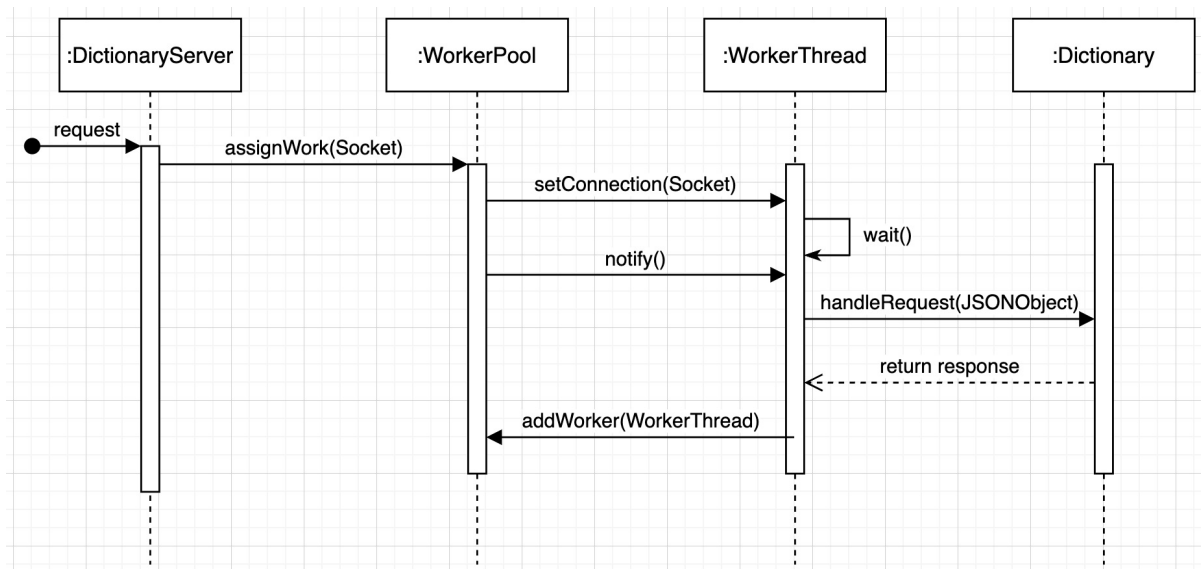 :DictionaryServer
:WorkerPool
:WorkerThread
:Dictionary
request
assignWork(Socket)
setConnection(Socket)
wait()
notify()
handleRequest(JSONObject)
return response
addWorker(WorkerThread)